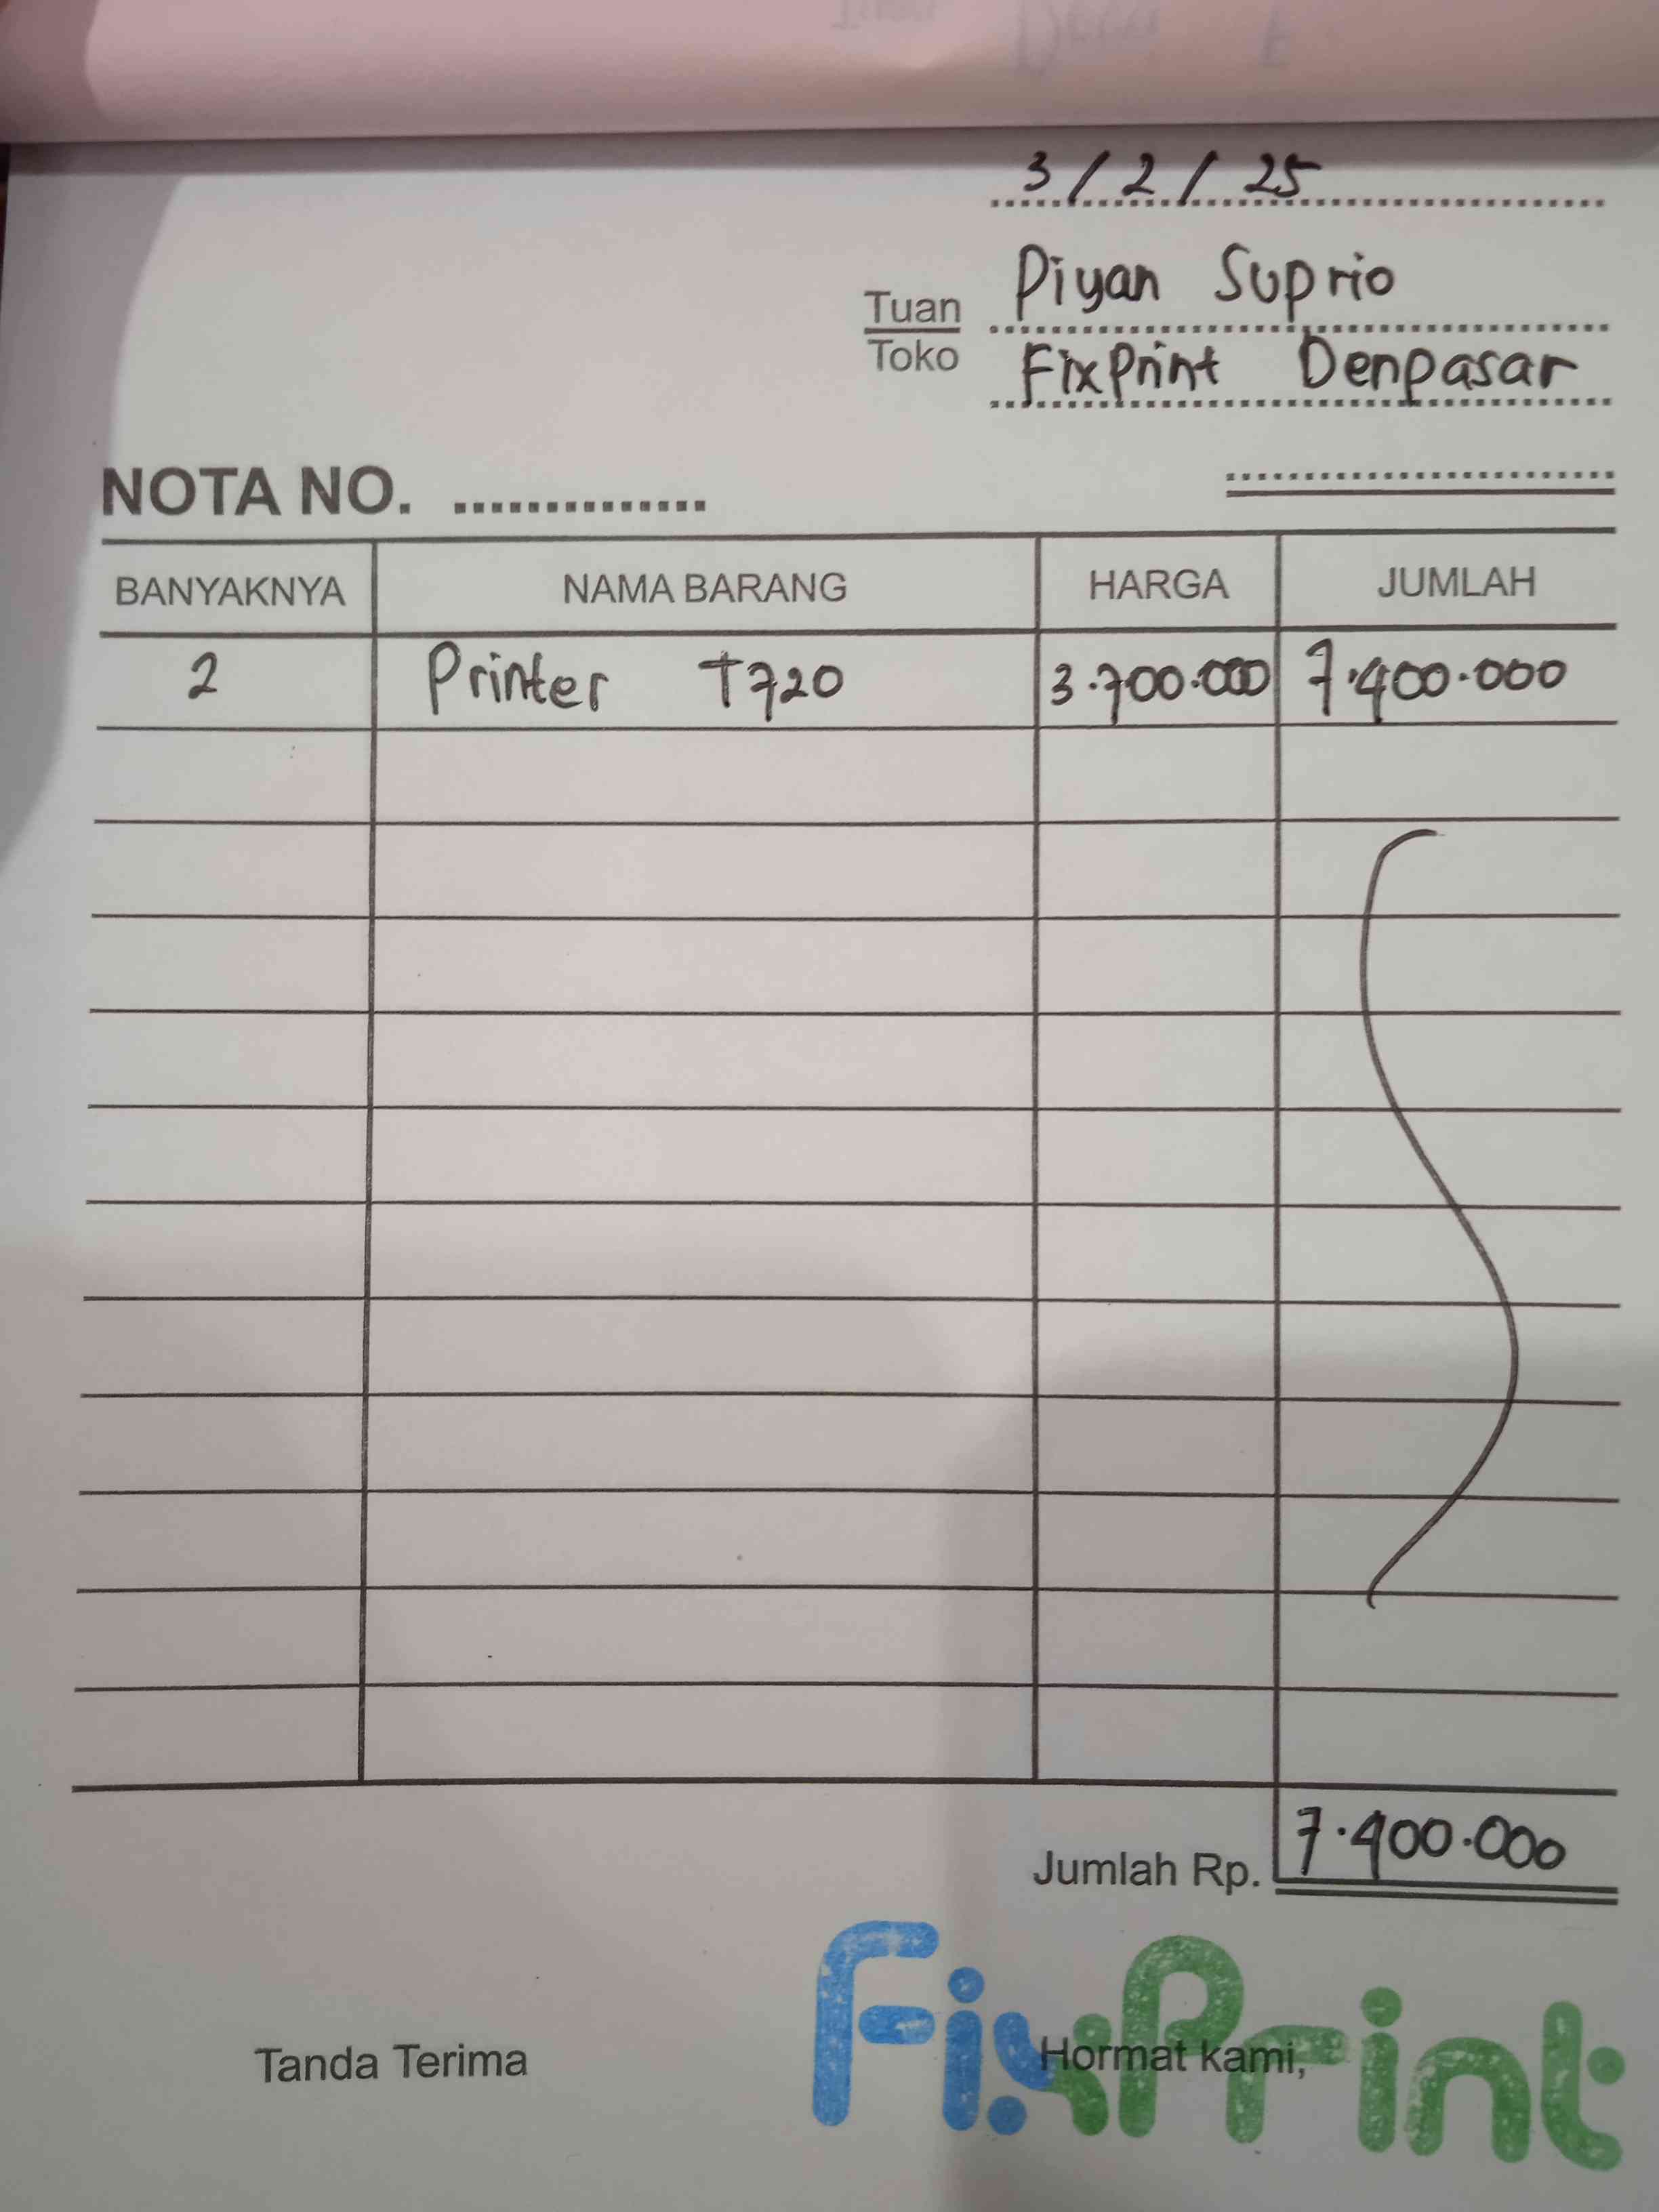 3 / 2 / 25
Tuan Piyan Suprio
Toko FixPrint Denpasar
NOTA NO. ..............
BANYAKNYA NAMA BARANG HARGA JUMLAH
2 Printer T720 3.700.000 7.400.000
Jumlah Rp. 7.400.000
FixPrint
Tanda Terima Hormat kami,